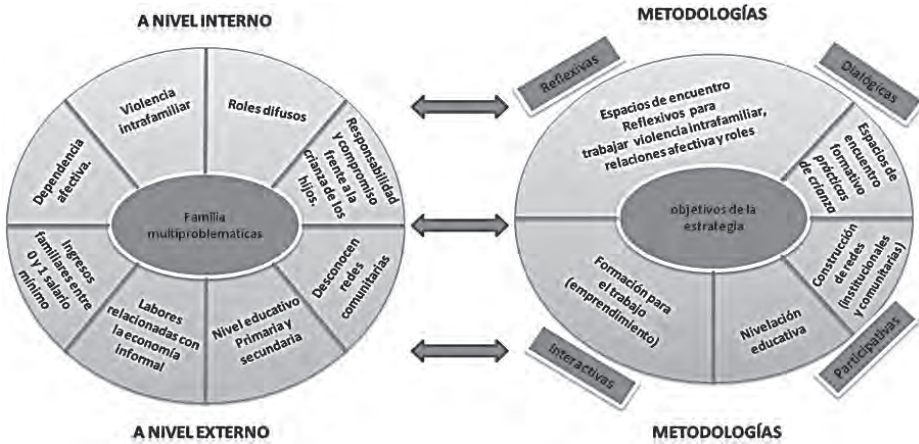 A NIVEL INTERNO
Dependencia
afectiva.
Violencia
intrafamiliar
Roles difusos
Responsabilidad
y compromiso
frente a la
crianza de los
hijos.
Familia
multiproblematicas
Ingresos
familiares entre
0 y 1 salario
mínimo
Labores
relacionadas con
la economía
informal
Nivel educativo
Primaria y
secundaria
Desconocen
redes
comunitarias
A NIVEL EXTERNO
METODOLOGÍAS
Reflexivas
Dialógicas
Espacios de encuentro
Reflexivos para
trabajar violencia intrafamiliar,
relaciones afectiva y roles
Espacios de
encuentro
formativo
prácticas
de crianza
objetivos de la
estrategia
Formación para
el trabajo
(emprendimiento)
Nivelación
educativa
Construcción
de redes
(institucionales
y comunitarias)
Interactivas
Participativas
METODOLOGÍAS